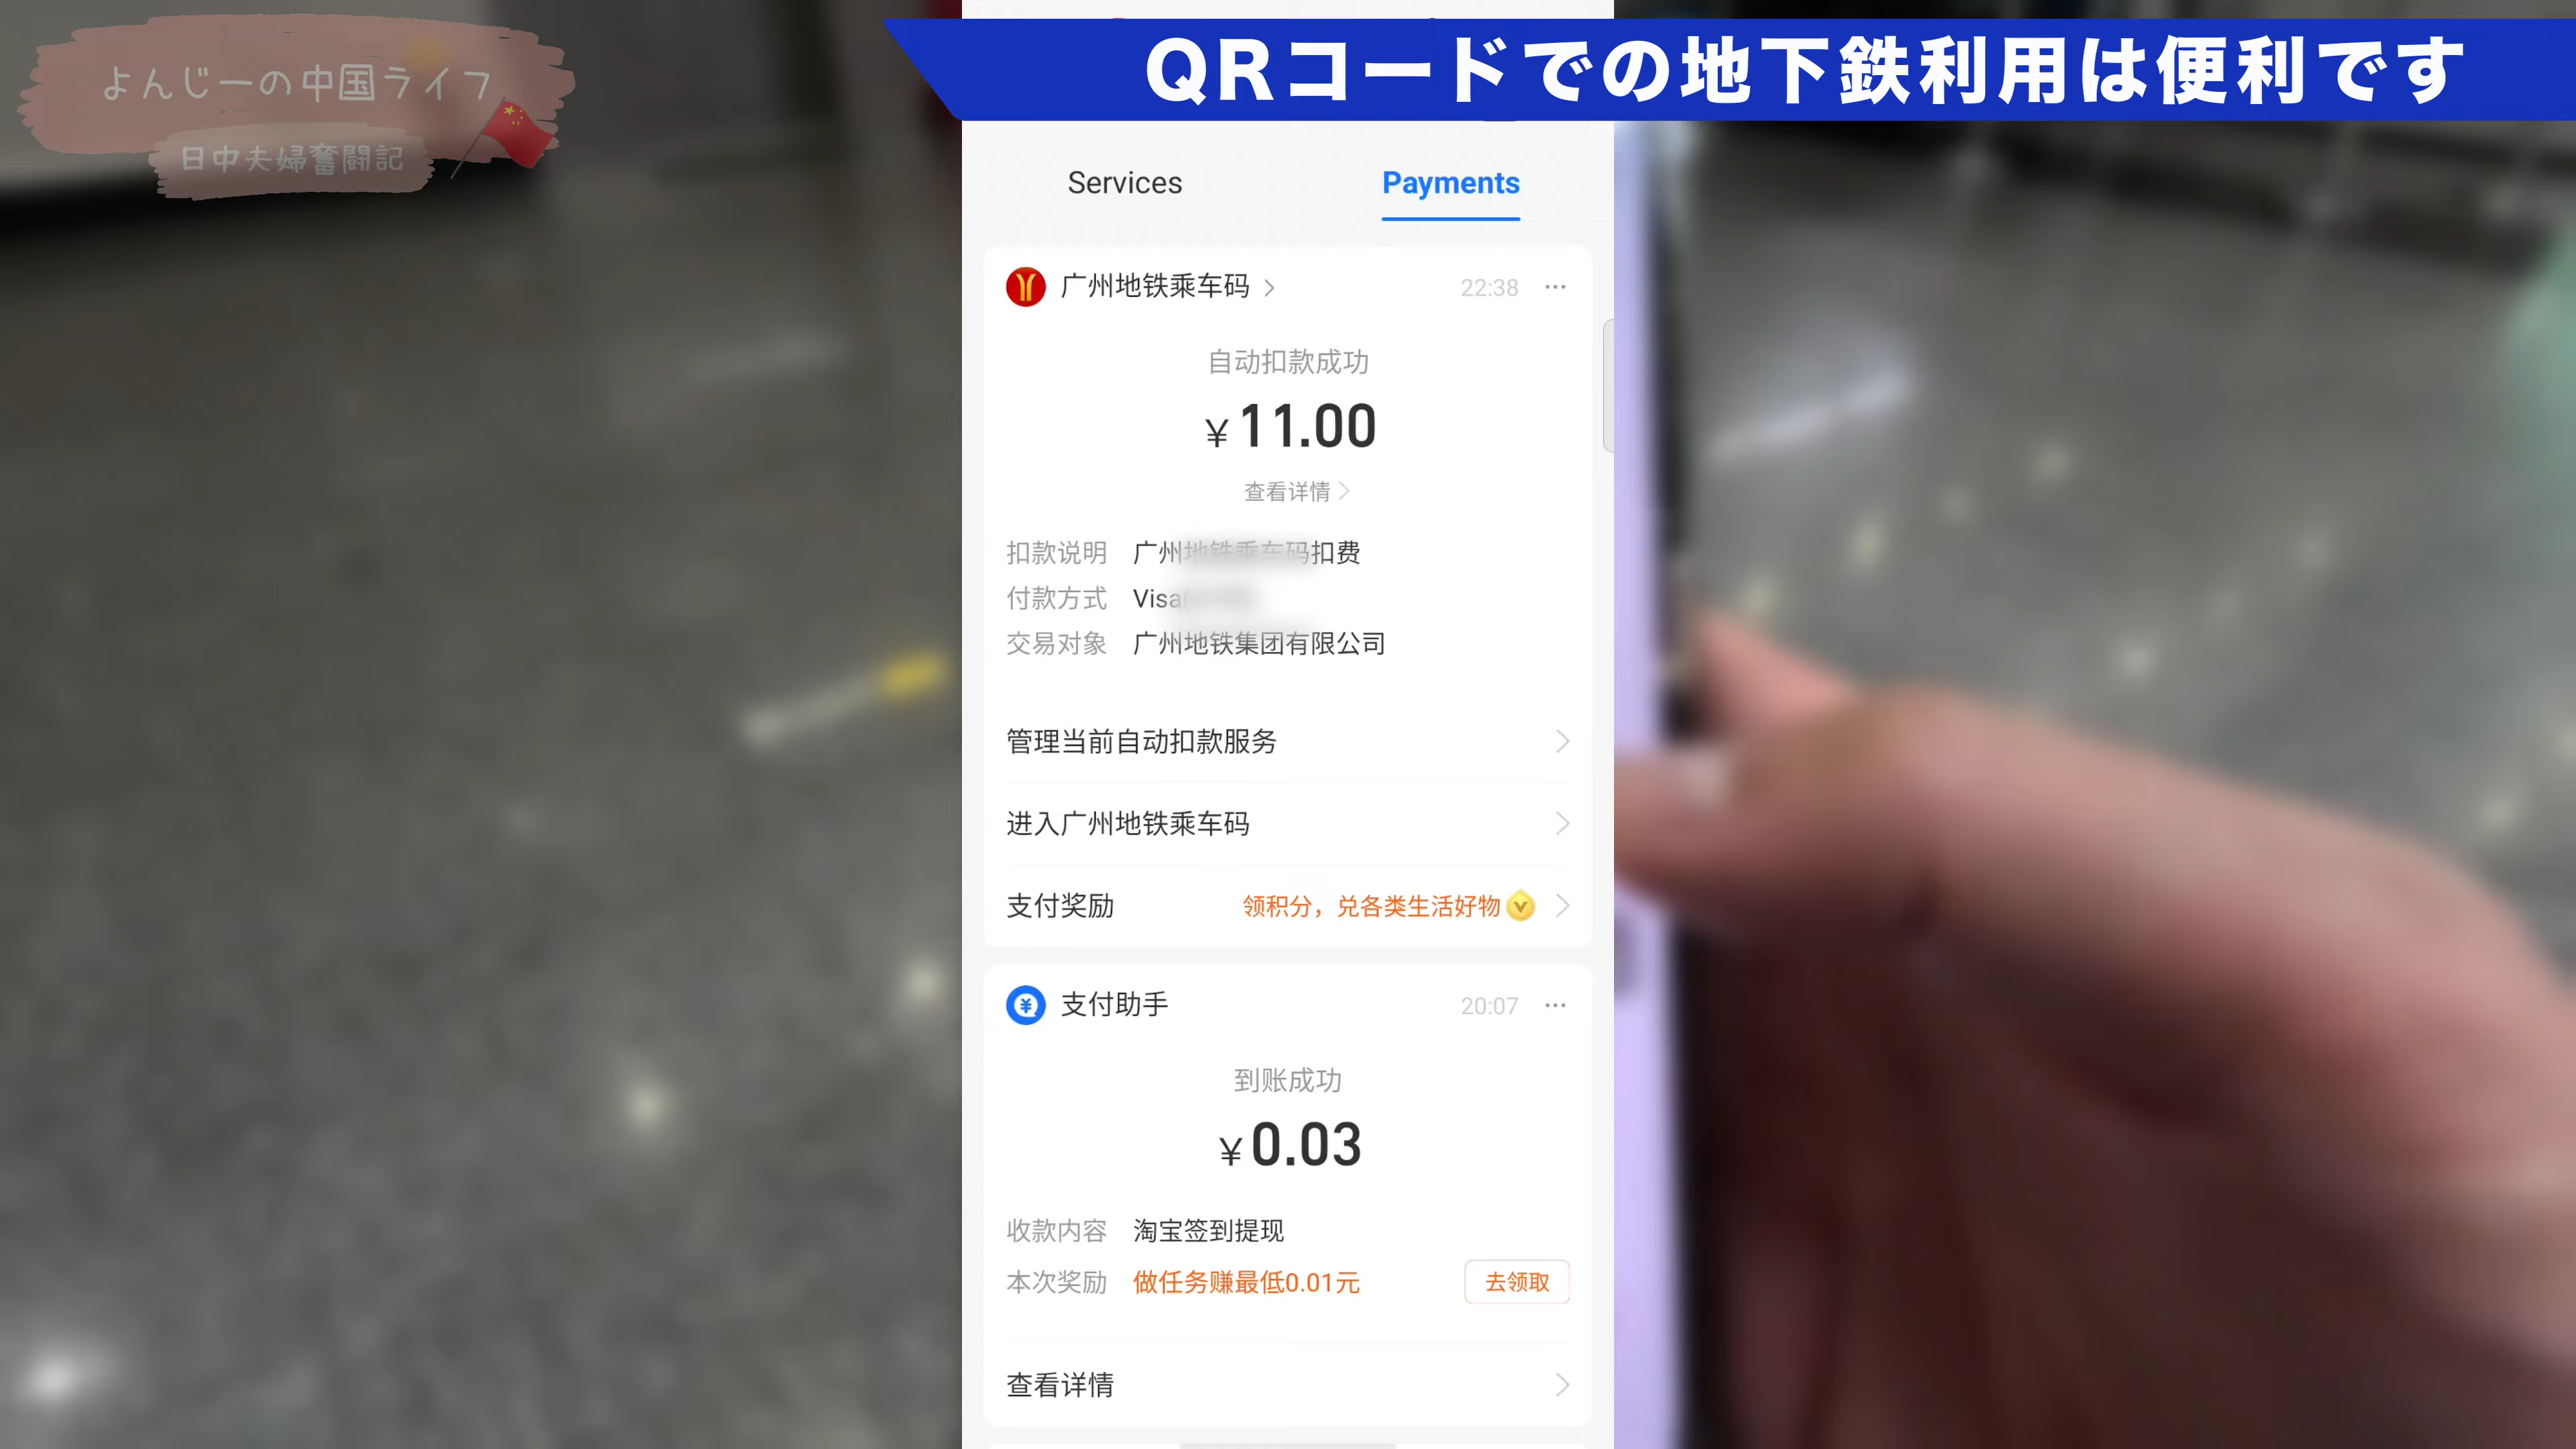 よんじーの中国ライフ
日中夫婦奮闘記
QRコードでの地下鉄利用は便利です
Services
Payments
广州地铁乘车码
22:38
自动扣款成功
¥11.00
查看详情
扣款说明 广州地铁乘车码扣费
付款方式 Visa
交易对象 广州地铁集团有限公司
管理当前自动扣款服务
进入广州地铁乘车码
支付奖励 领积分，兑各类生活好物
支付助手
20:07
到账成功
¥0.03
收款内容 淘宝签到提现
本次奖励 做任务赚最低0.01元 去领取
查看详情